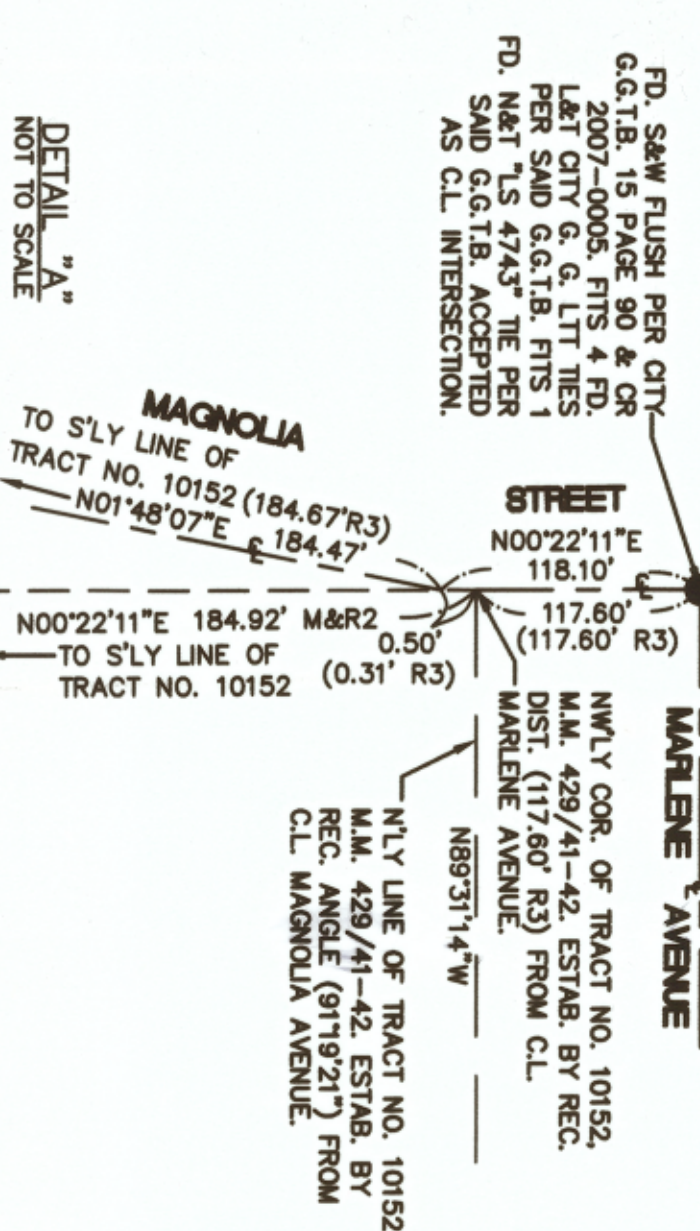 FD. S&W FLUSH PER CITY
G.G.T.B. 15 PAGE 90 & CR
2007-0005. FITS 4 FD.
L&T CITY G. G. LTT TIES
PER SAID G.G.T.B. FITS 1
FD. N&T "LS 4743" TIE PER
SAID G.G.T.B. ACCEPTED
AS C.L. INTERSECTION.
DETAIL "A"
NOT TO SCALE
MAGNOLIA
TO S'LY LINE OF
TRACT NO. 10152 (184.67'R3)
N01°48'07"E 184.47'
STREET
N00°22'11"E
118.10'
117.60'
(117.60' R3)
N00°22'11"E 184.92' M&R2
TO S'LY LINE OF
TRACT NO. 10152
0.50'
(0.31' R3)
MARLENE AVENUE
NW'LY COR. OF TRACT NO. 10152,
M.M. 429/41-42. ESTAB. BY REC.
DIST. (117.60' R3) FROM C.L.
MARLENE AVENUE.
N89°31'14"W
N'LY LINE OF TRACT NO. 10152
M.M. 429/41-42. ESTAB. BY
REC. ANGLE (91°19'21") FROM
C.L. MAGNOLIA AVENUE.